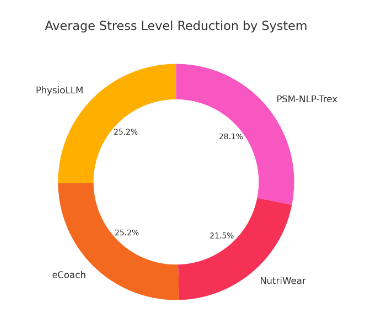 Average Stress Level Reduction by System
PhysioLLM
PSM-NLP-Trex
25.2%
28.1%
25.2%
21.5%
eCoach
NutriWear